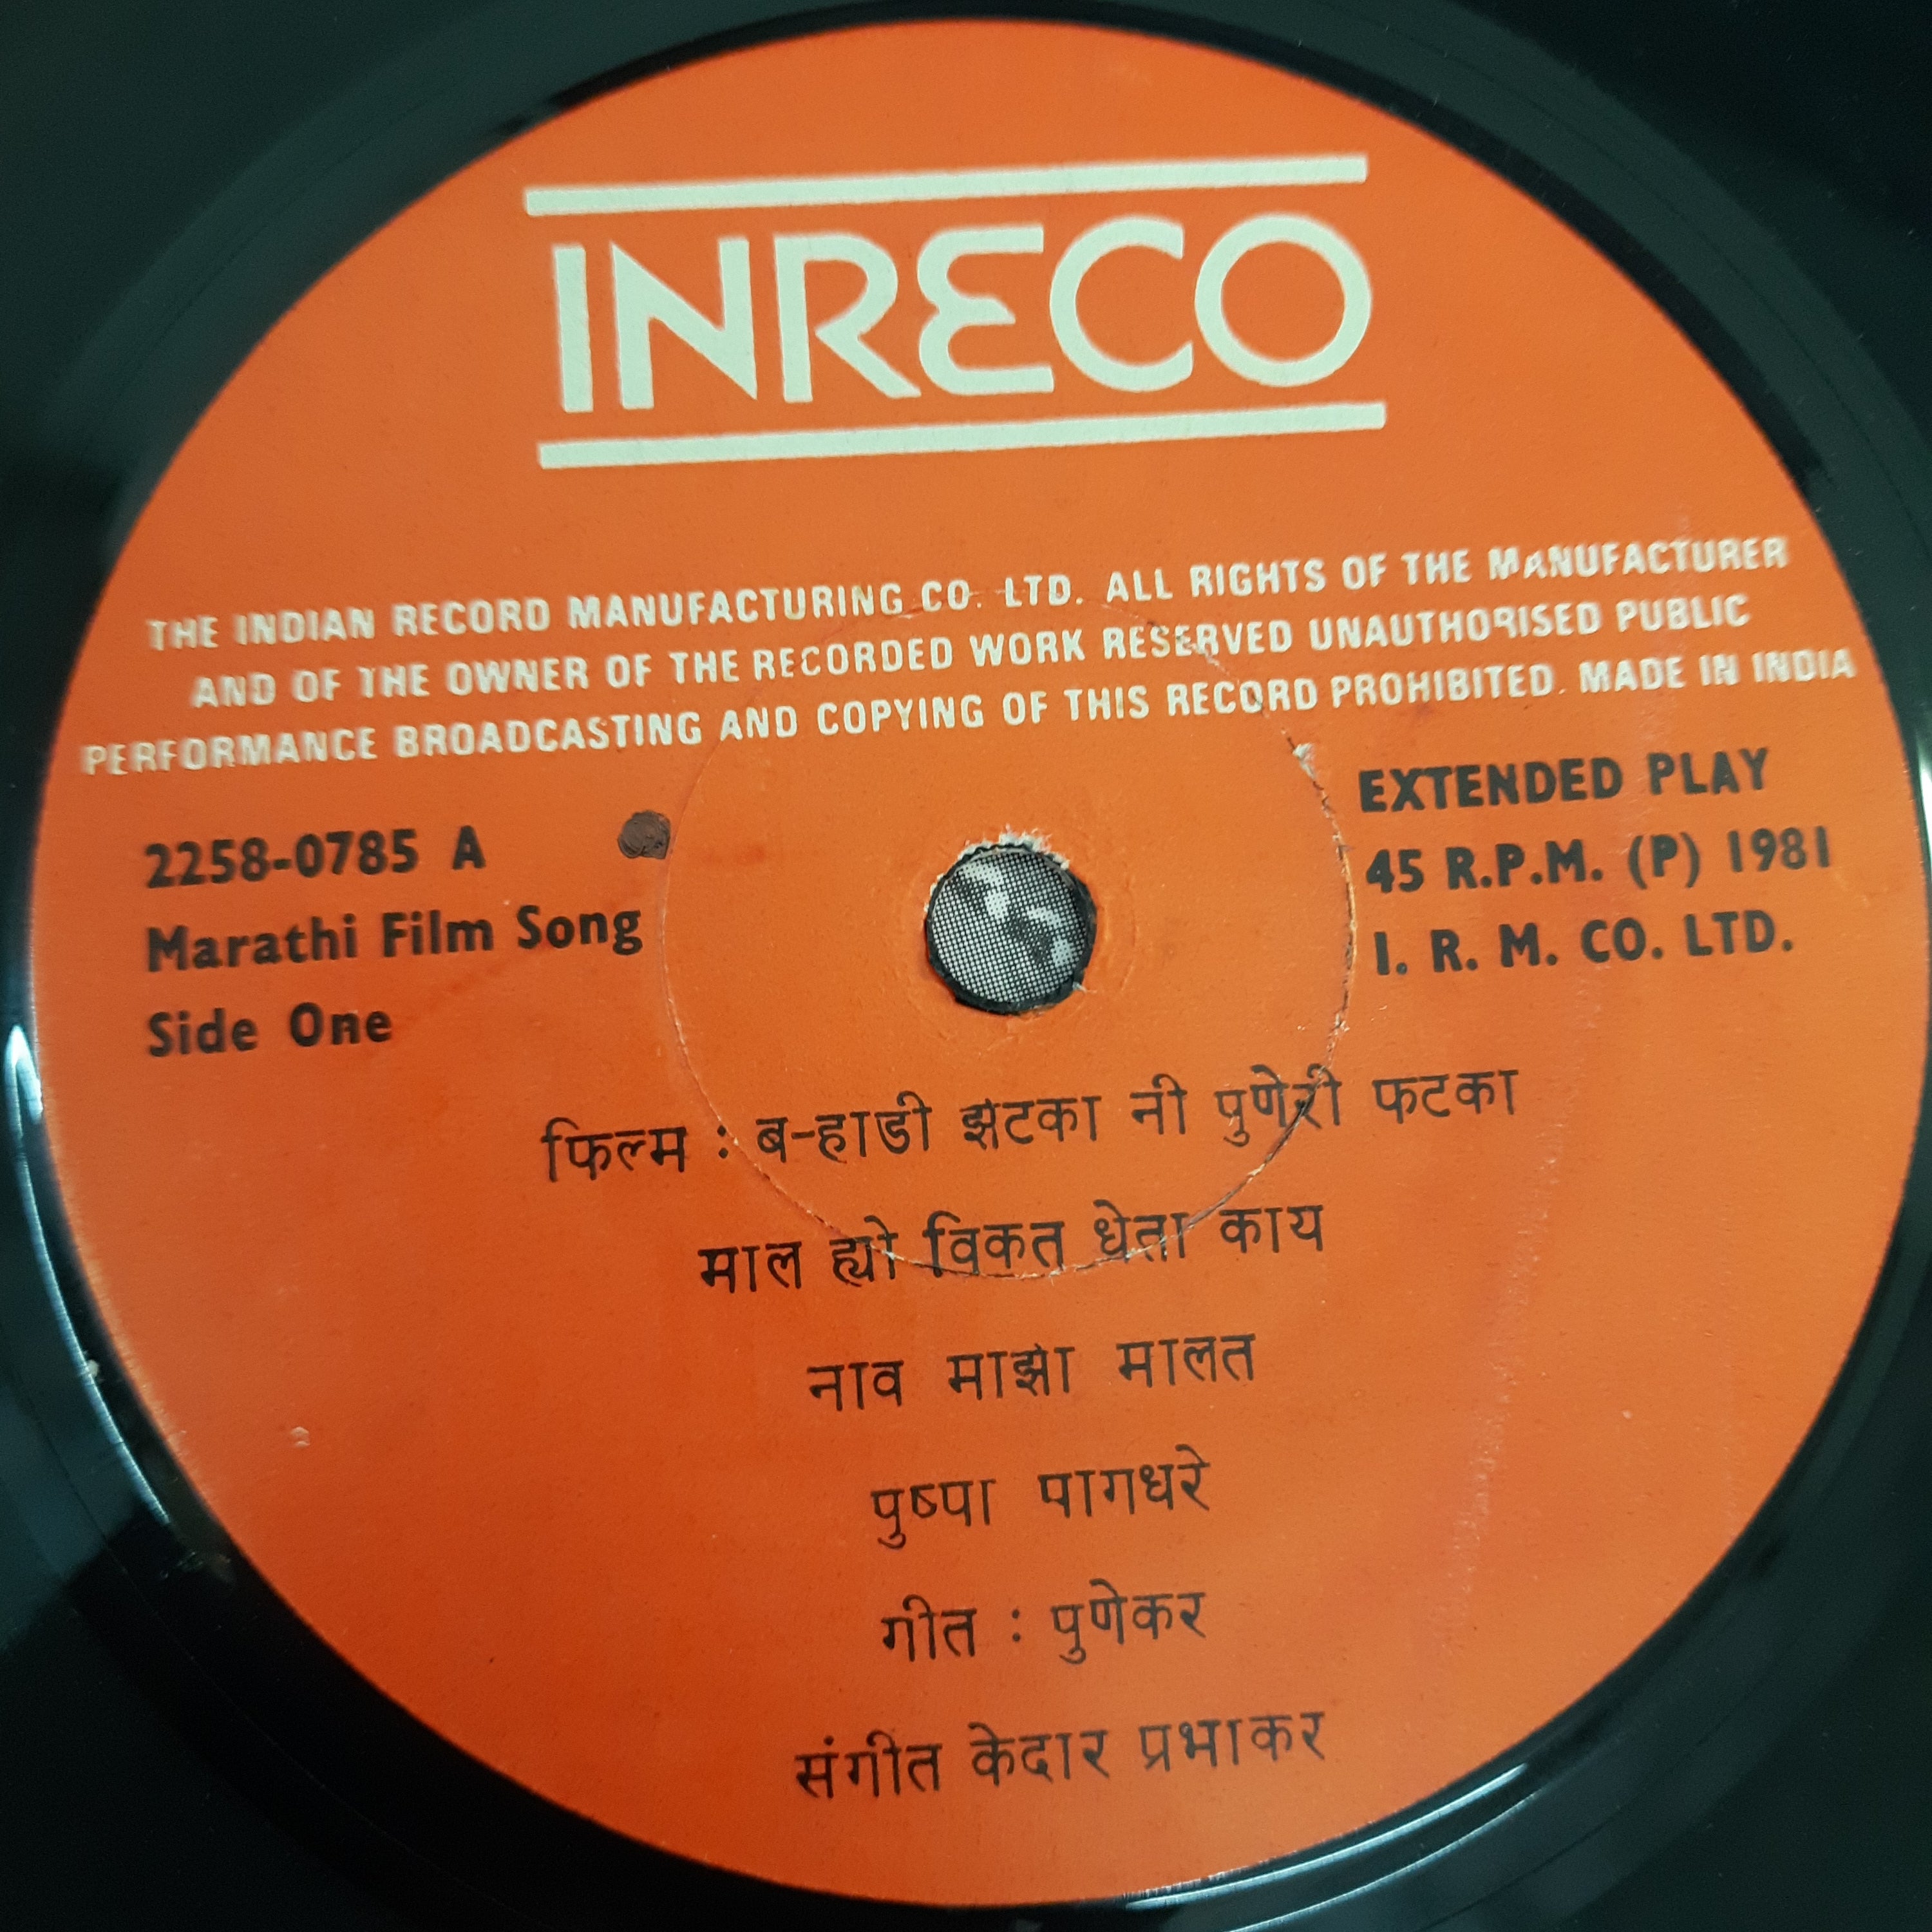 INRECO
THE INDIAN RECORD MANUFACTURING CO. LTD. ALL RIGHTS OF THE MANUFACTURER
AND OF THE OWNER OF THE RECORDED WORK RESERVED UNAUTHORISED PUBLIC
PERFORMANCE BROADCASTING AND COPYING OF THIS RECORD PROHIBITED. MADE IN INDIA
2258-0785 A
Marathi Film Song
Side One
EXTENDED PLAY
45 R.P.M. (P) 1981
I. R. M. CO. LTD.
फिल्म : ब-हाडी झटका नी पुणेरी फटका
माल ह्यो विकत धेता काय
नाव माझा मालत
पुष्पा पागधरे
गीत : पुणेकर
संगीत केदार प्रभाकर